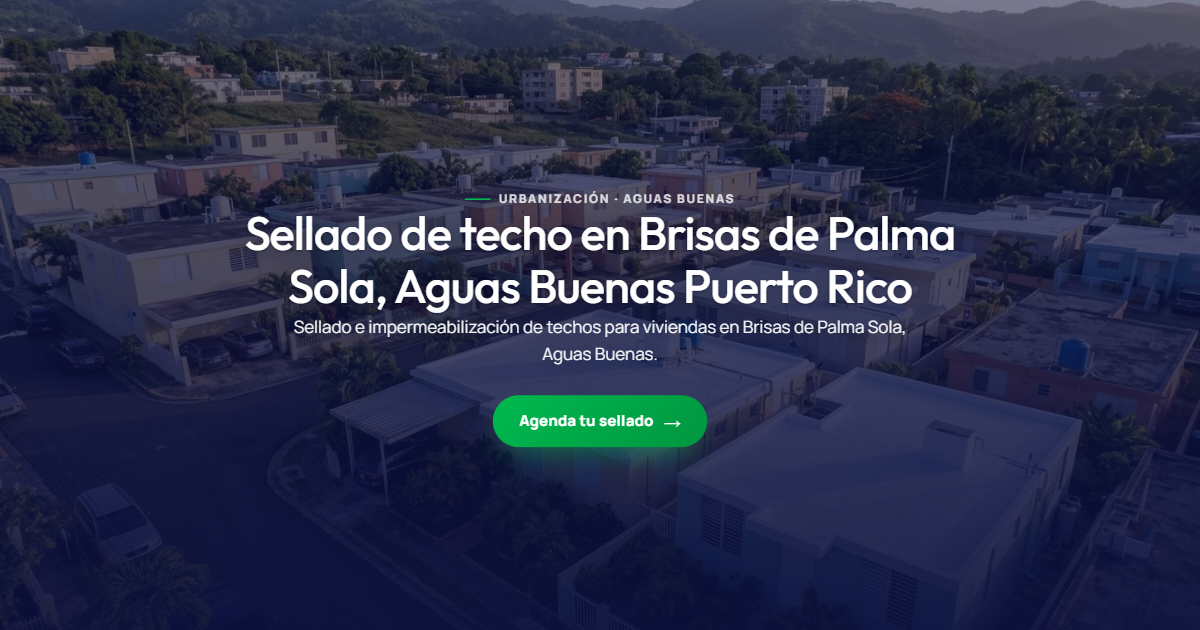 URBANIZACIÓN · AGUAS BUENAS
Sellado de techo en Brisas de Palma
Sola, Aguas Buenas Puerto Rico
Sellado e impermeabilización de techos para viviendas en Brisas de Palma Sola,
Aguas Buenas.
Agenda tu sellado →